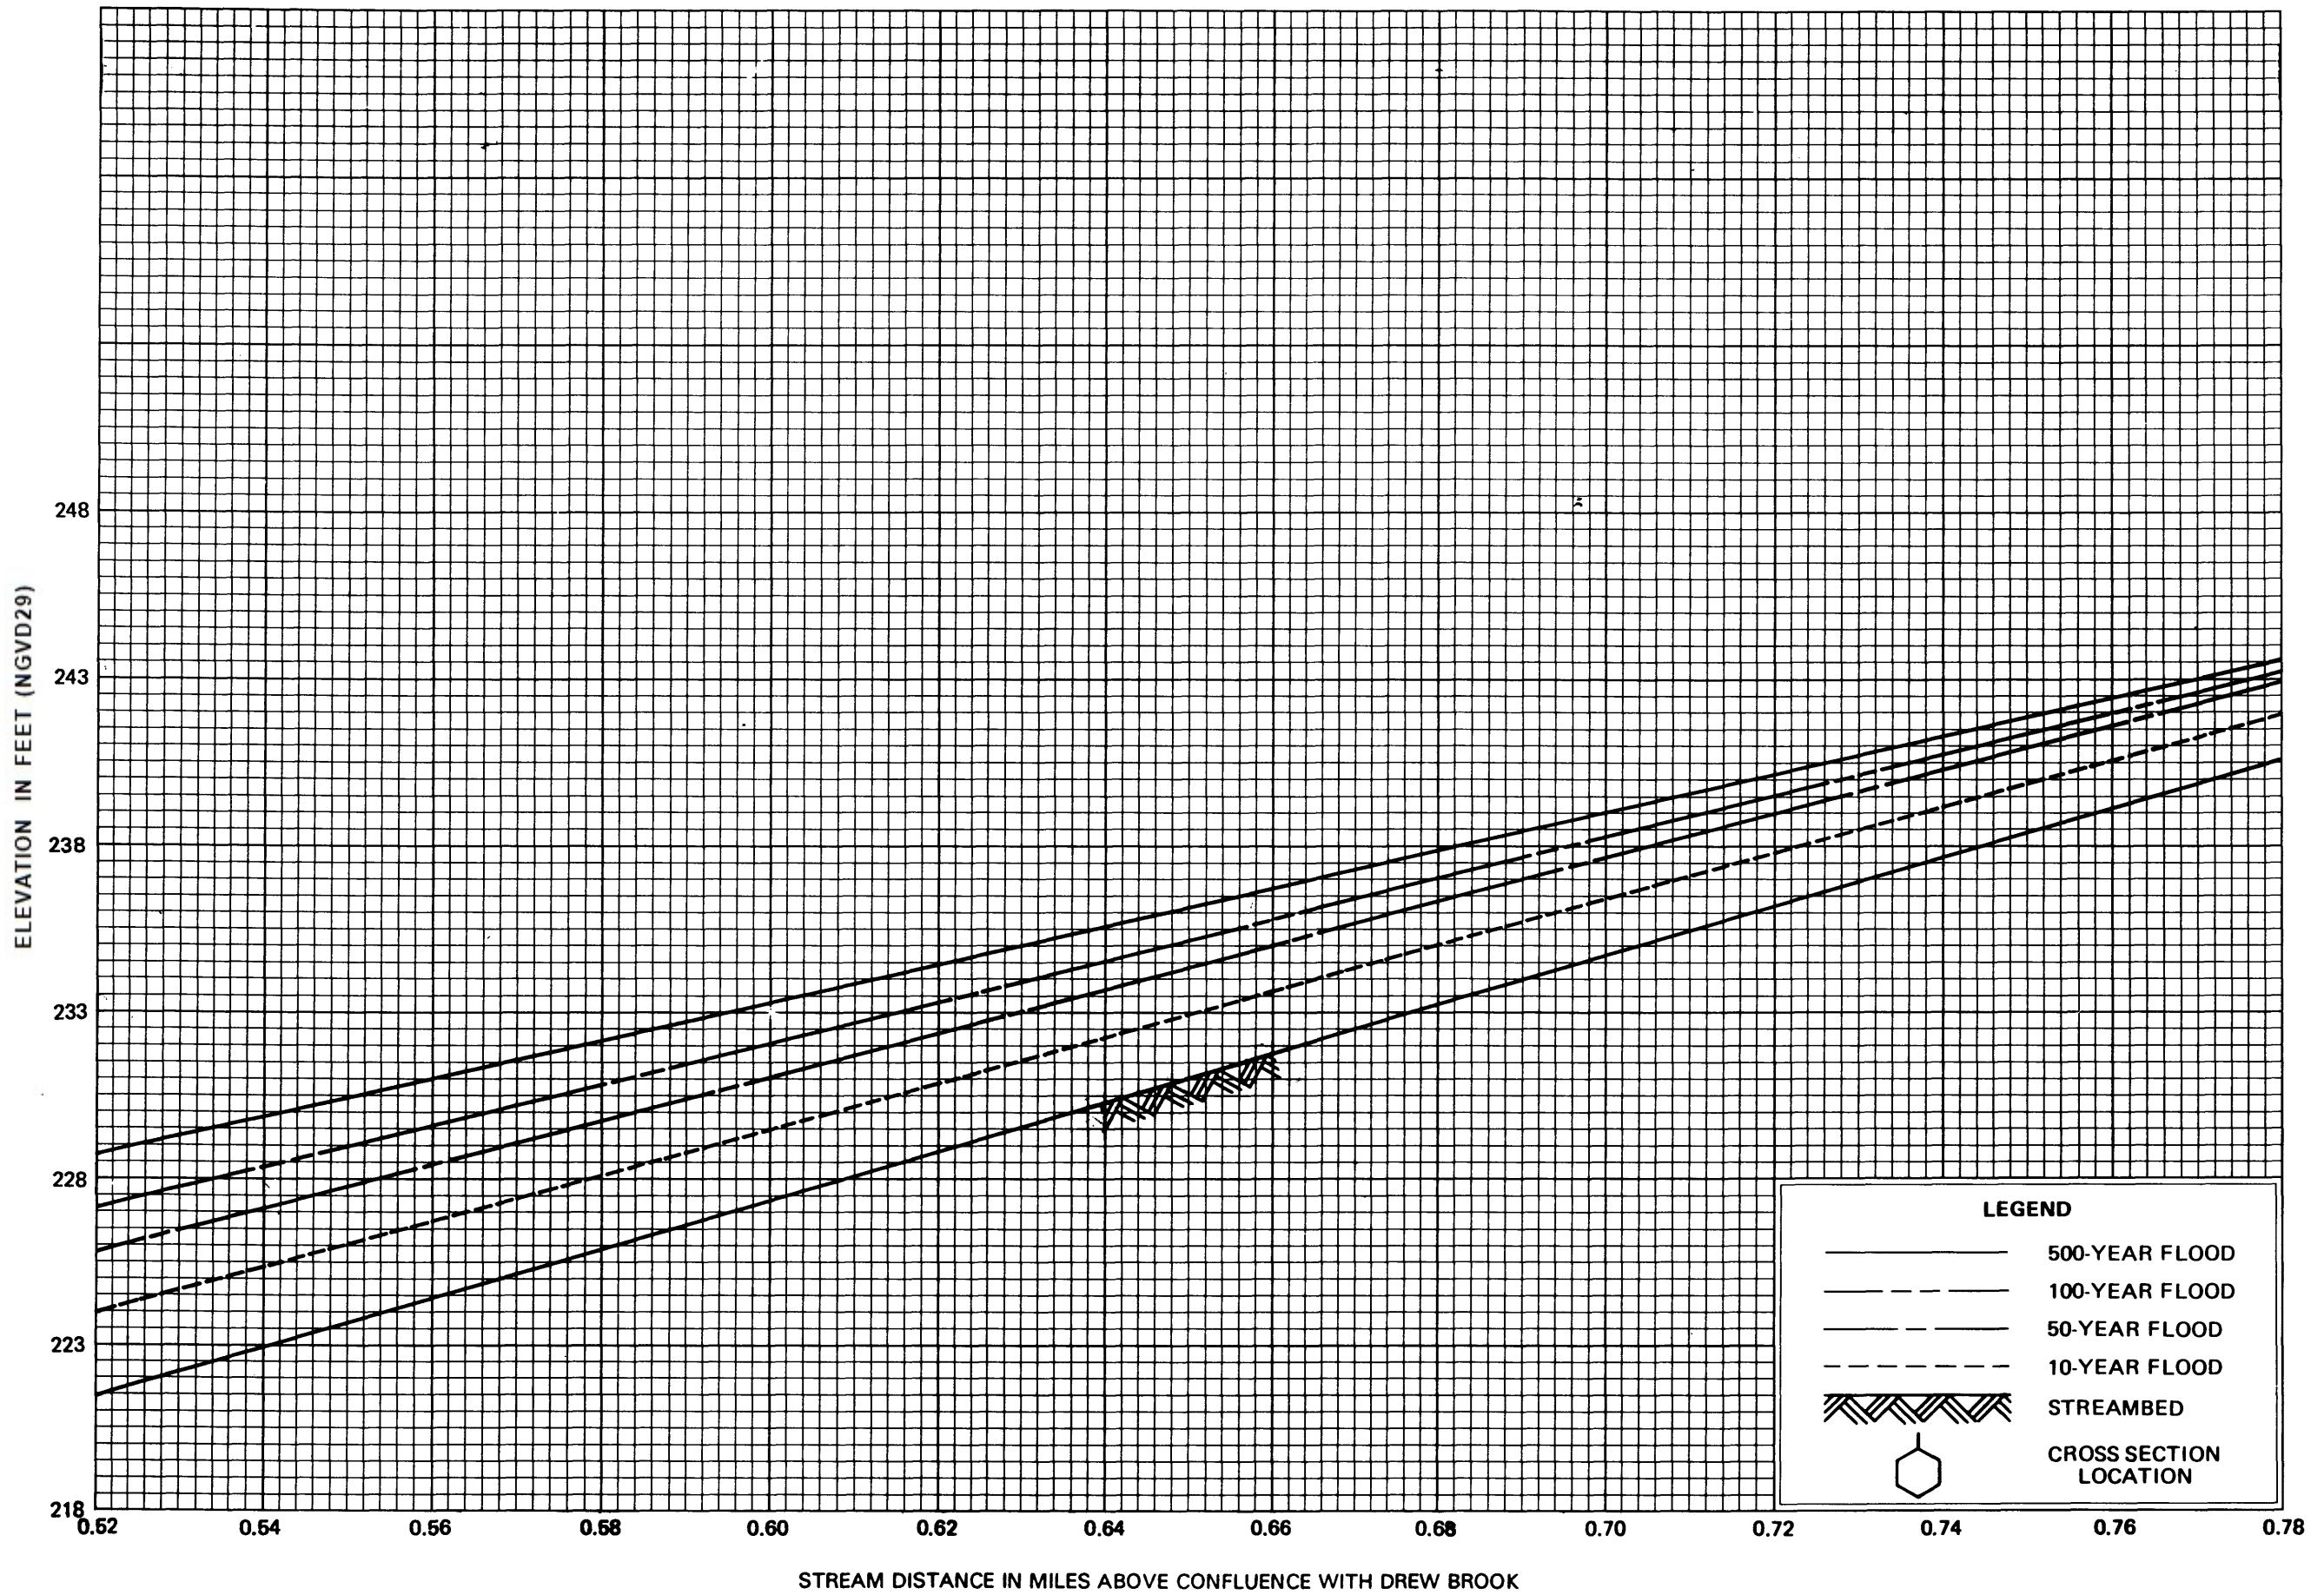 ELEVATION IN FEET (NGVD29)
248
243
238
233
228
223
218
0.52 0.54 0.56 0.58 0.60 0.62 0.64 0.66 0.68 0.70 0.72 0.74 0.76 0.78
STREAM DISTANCE IN MILES ABOVE CONFLUENCE WITH DREW BROOK
LEGEND
500-YEAR FLOOD
100-YEAR FLOOD
50-YEAR FLOOD
10-YEAR FLOOD
STREAMBED
CROSS SECTION
LOCATION